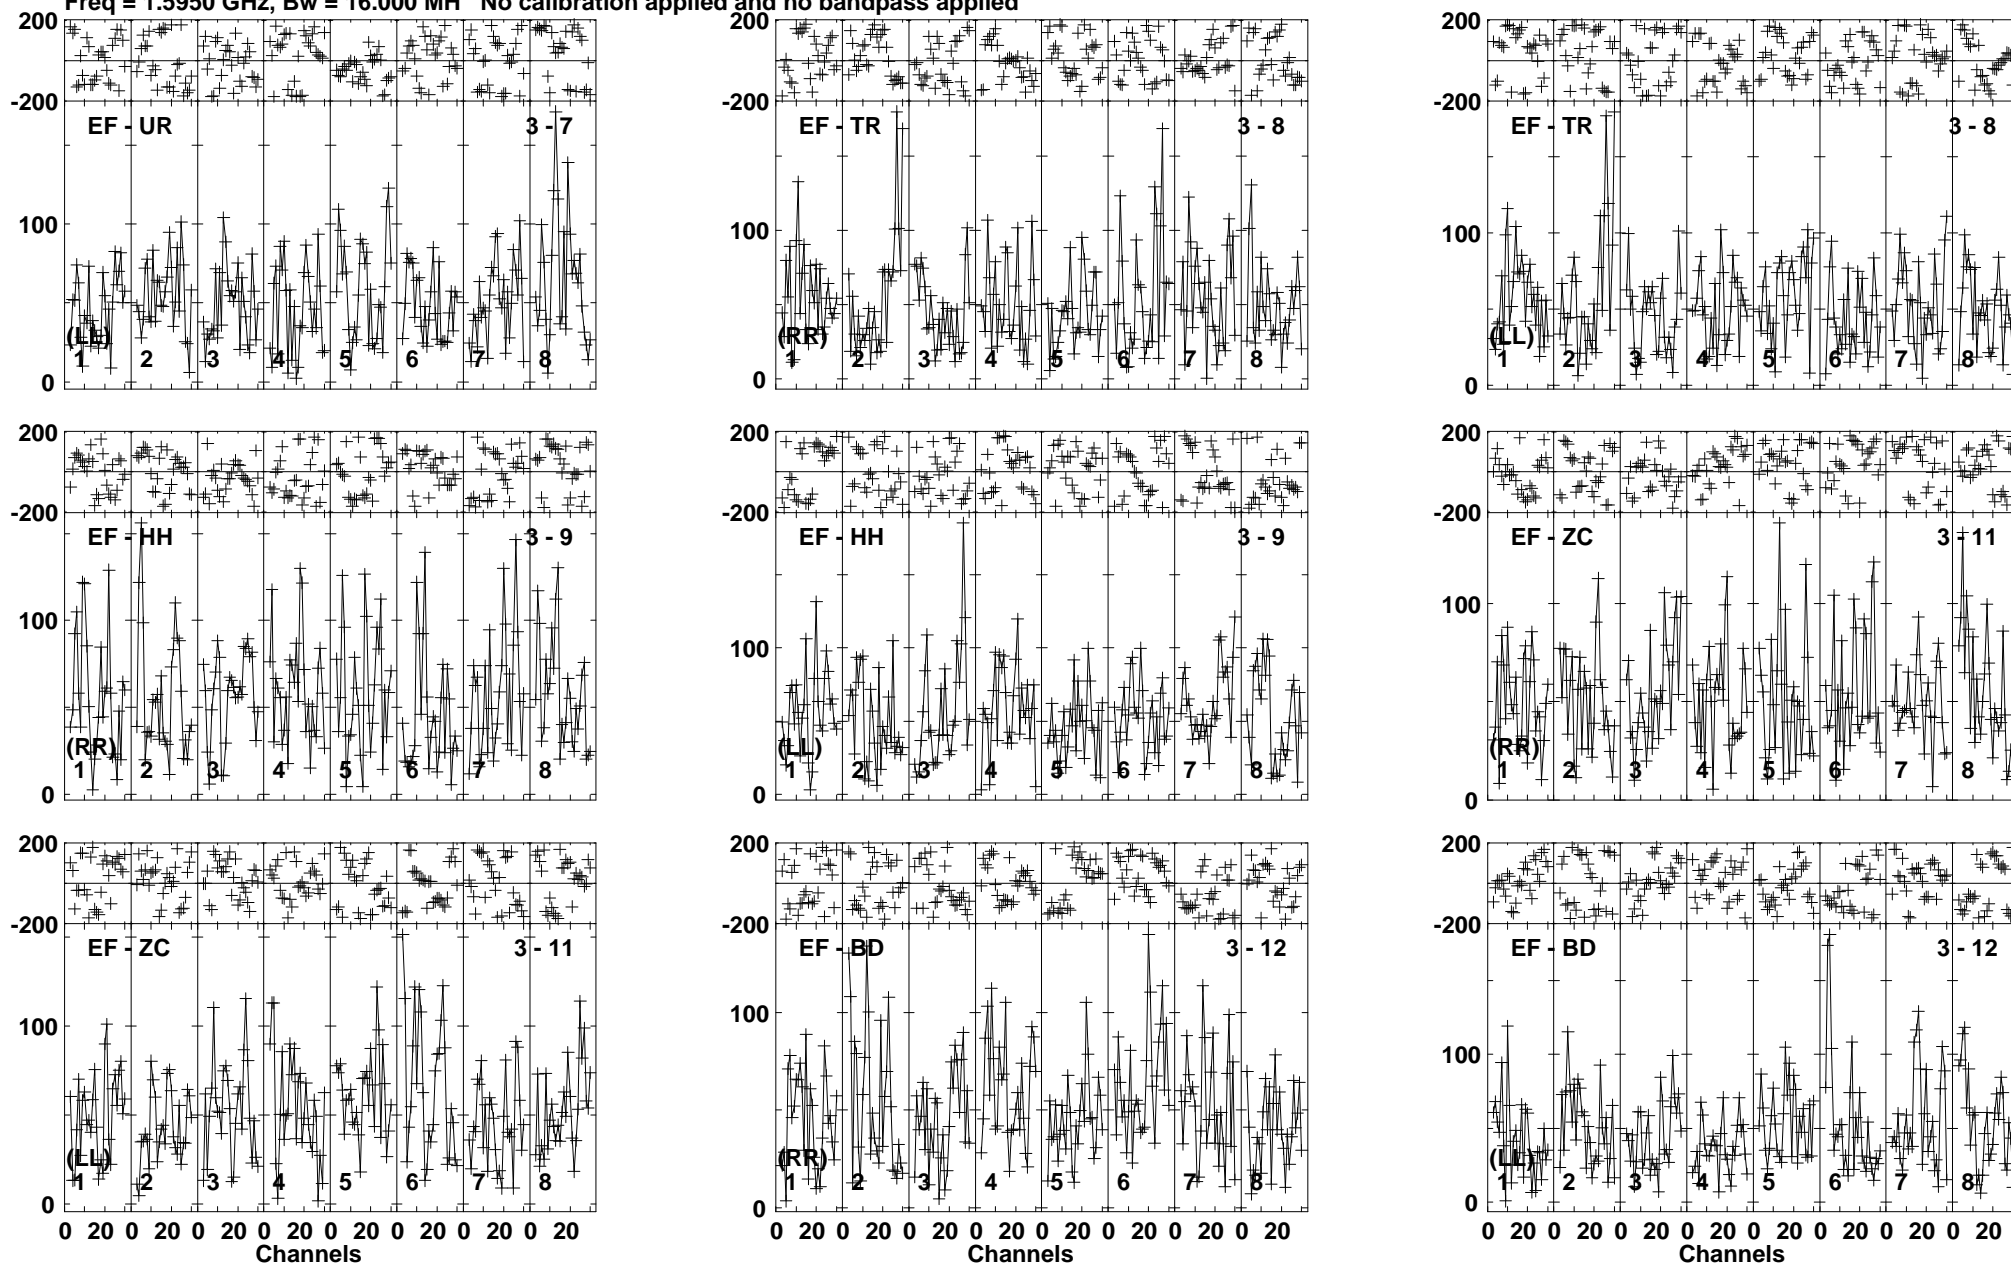 Freq = 1.5950 GHz, Bw = 16.000 MH No calibration applied and no bandpass applied
200 200 200
-200 -200 -200
EF - UR 3 - 7 EF - TR 3 - 8 EF - TR 3 - 8
100 100 100
(LL) (RR) (LL)
1 2 3 4 5 6 7 8 1 2 3 4 5 6 7 8 1 2 3 4 5 6 7 8
0 0 0
200 200 200
-200 -200 -200
EF - HH 3 - 9 EF - HH 3 - 9 EF - ZC 3 - 11
100 100 100
(RR) (LL) (RR)
1 2 3 4 5 6 7 8 1 2 3 4 5 6 7 8 1 2 3 4 5 6 7 8
0 0 0
200 200 200
-200 -200 -200
EF - ZC 3 - 11 EF - BD 3 - 12 EF - BD 3 - 12
100 100 100
(LL) (RR) (LL)
1 2 3 4 5 6 7 8 1 2 3 4 5 6 7 8 1 2 3 4 5 6 7 8
0 0 0
0 20 0 20 0 20 0 20 0 20 0 20 0 20 0 20 0 20 0 20 0 20 0 20 0 20 0 20 0 20 0 20 0 20 0 20 0 20 0 20 0 20 0 20 0 20 0 20
Channels Channels Channels